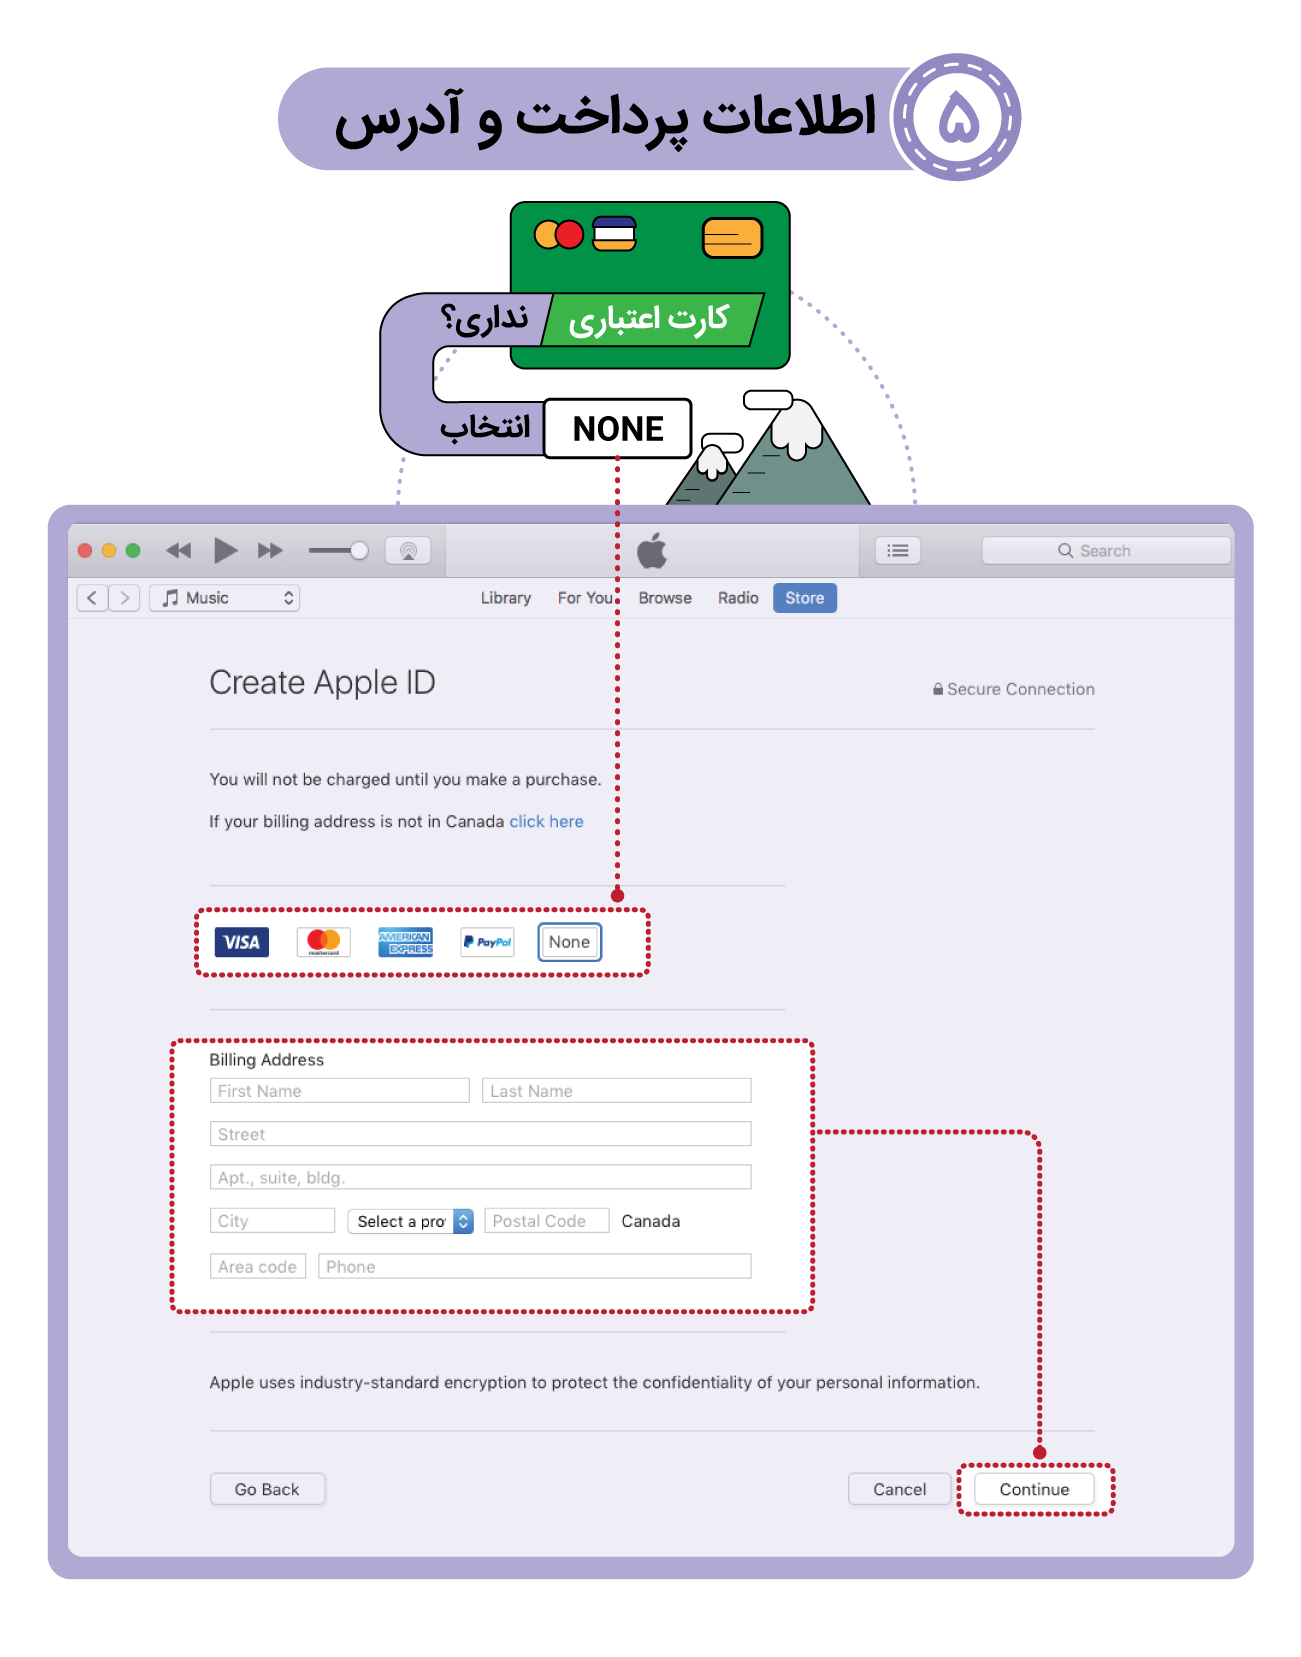 ۵ اطلاعات پرداخت و آدرس
کارت اعتباری نداری؟
NONE انتخاب
Search
Music
Library For You Browse Radio Store
Create Apple ID
Secure Connection
You will not be charged until you make a purchase.
If your billing address is not in Canada click here
VISA mastercard AMERICAN EXPRESS PayPal None
Billing Address
First Name Last Name
Street
Apt., suite, bldg.
City Select a pro Postal Code Canada
Area code Phone
Apple uses industry-standard encryption to protect the confidentiality of your personal information.
Go Back Cancel Continue